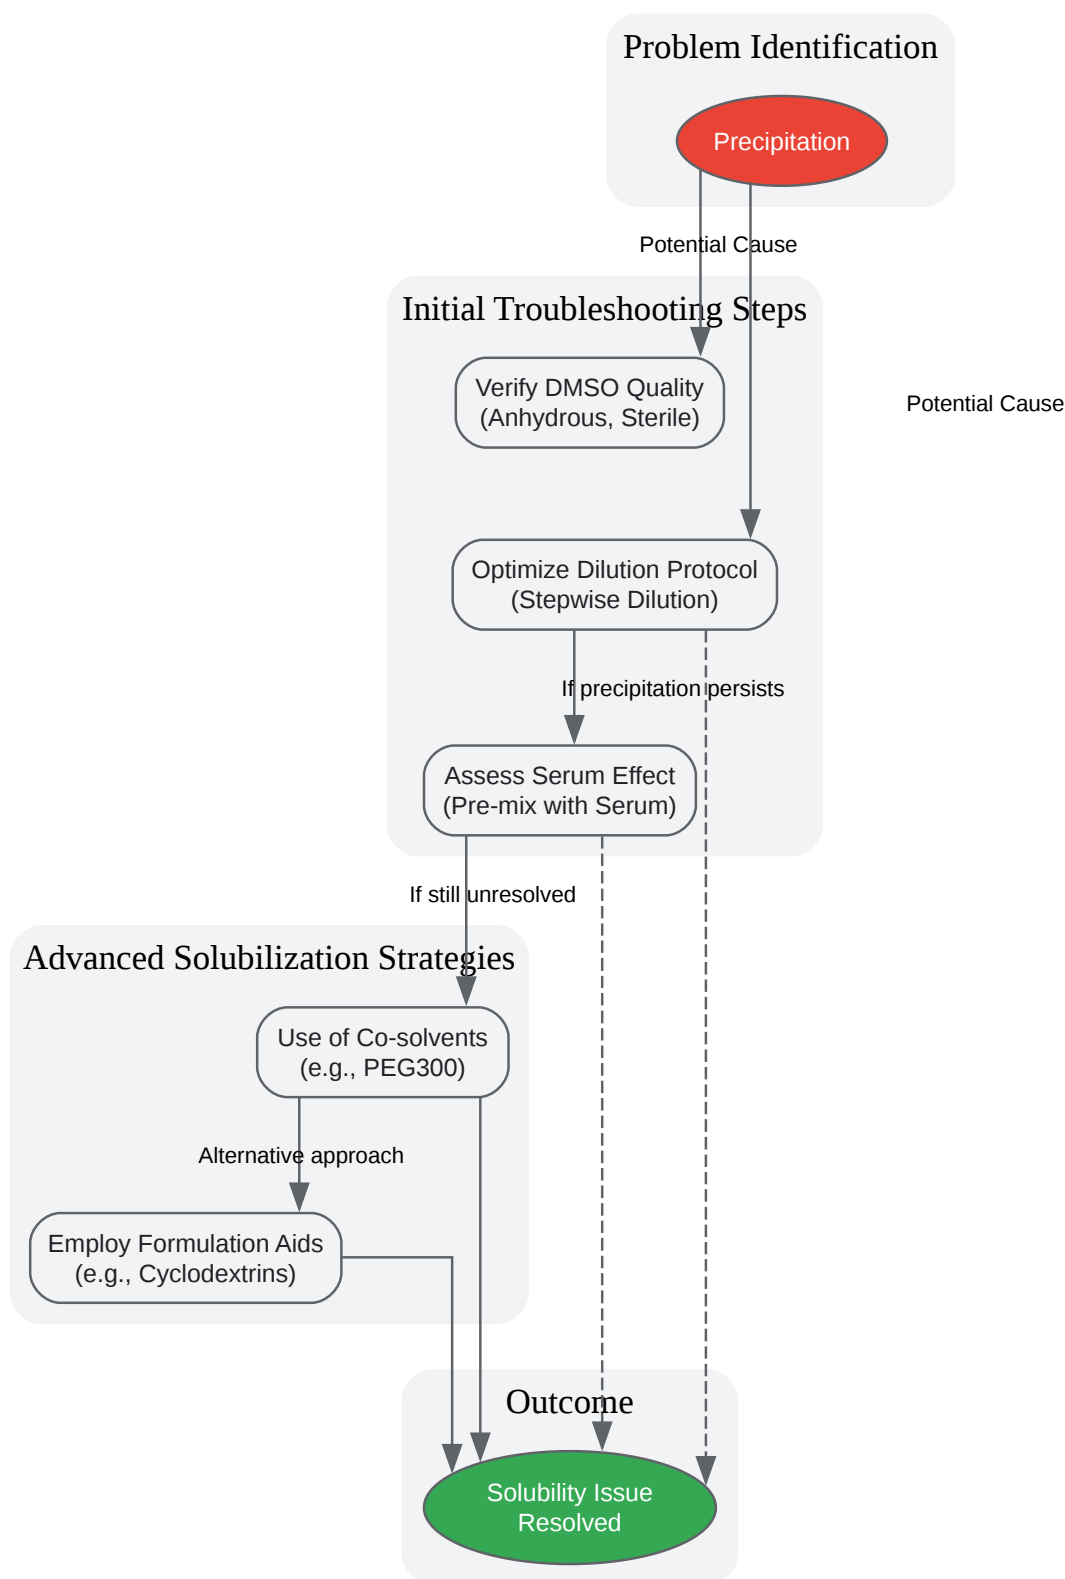 Problem Identification
Precipitation
Potential Cause
Initial Troubleshooting Steps
Verify DMSO Quality
(Anhydrous, Sterile)
Potential Cause
Optimize Dilution Protocol
(Stepwise Dilution)
If precipitation persists
Assess Serum Effect
(Pre-mix with Serum)
If still unresolved
Advanced Solubilization Strategies
Use of Co-solvents
(e.g., PEG300)
Alternative approach
Employ Formulation Aids
(e.g., Cyclodextrins)
Outcome
Solubility Issue
Resolved